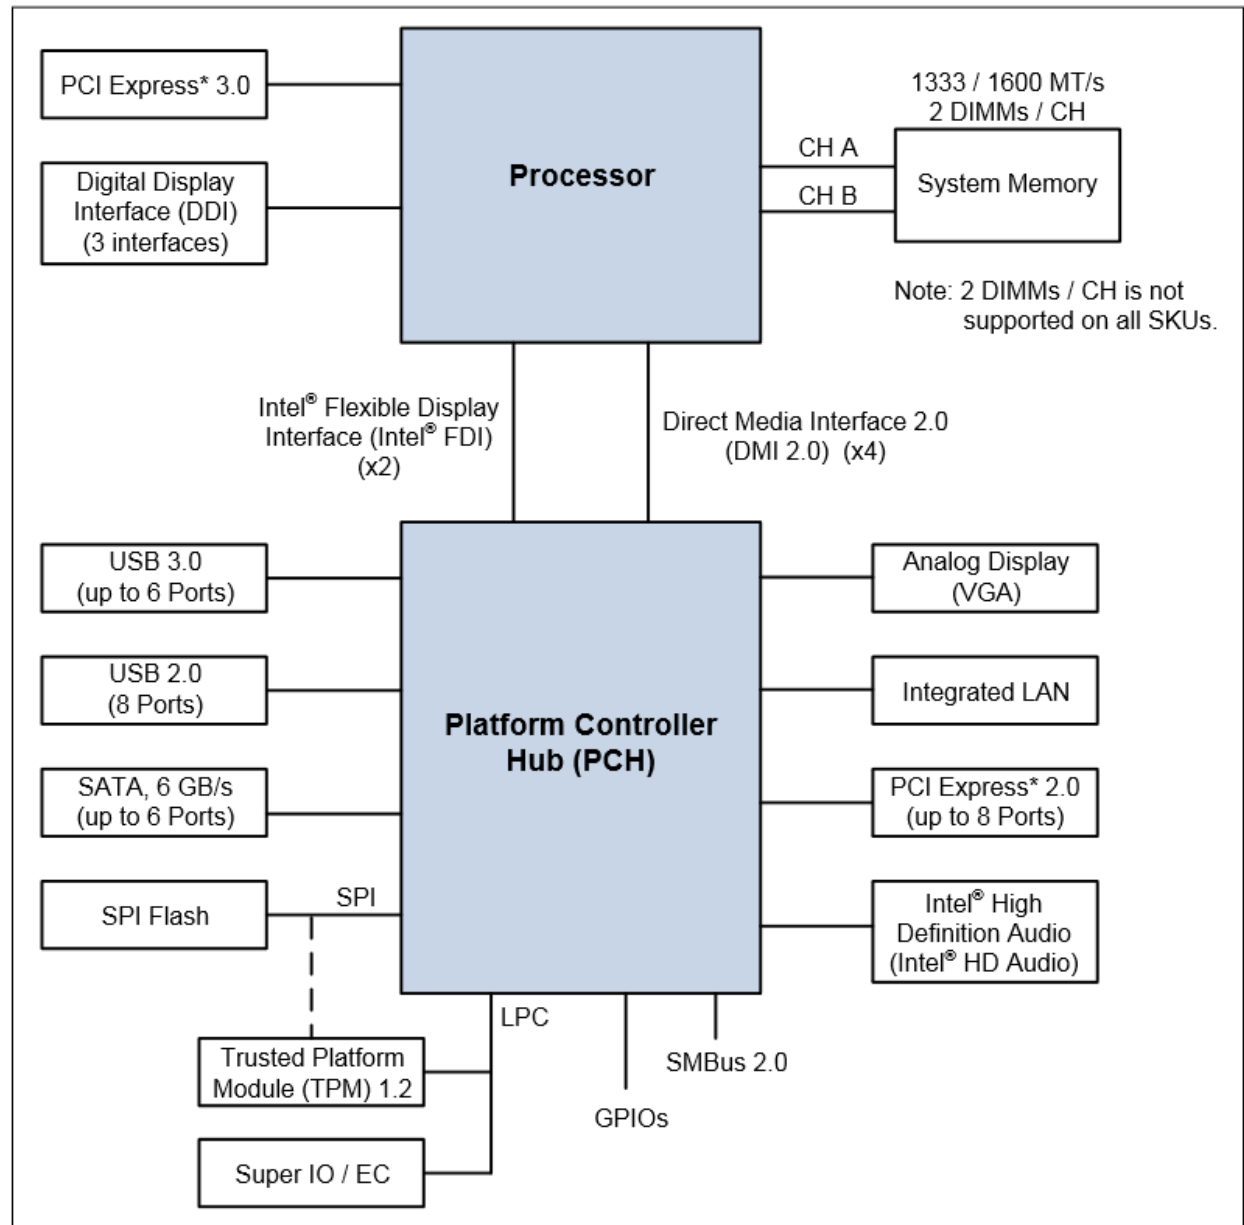 PCI Express* 3.0
Digital Display
Interface (DDI)
(3 interfaces)
Processor
1333 / 1600 MT/s
2 DIMMs / CH
CH A
CH B
System Memory
Note: 2 DIMMs / CH is not
supported on all SKUs.
Intel® Flexible Display
Interface (Intel® FDI)
(x2)
Direct Media Interface 2.0
(DMI 2.0) (x4)
USB 3.0
(up to 6 Ports)
USB 2.0
(8 Ports)
SATA, 6 GB/s
(up to 6 Ports)
SPI Flash
SPI
Platform Controller
Hub (PCH)
Analog Display
(VGA)
Integrated LAN
PCI Express* 2.0
(up to 8 Ports)
Intel® High
Definition Audio
(Intel® HD Audio)
LPC
Trusted Platform
Module (TPM) 1.2
Super IO / EC
SMBus 2.0
GPIOs